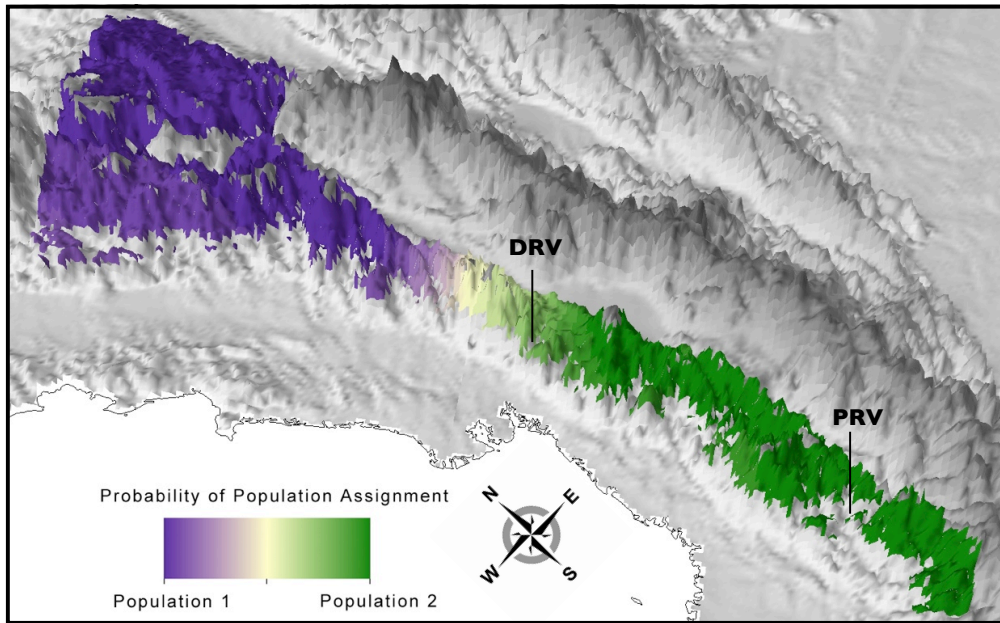 DRV
PRV
Probability of Population Assignment
Population 1 Population 2
N E
W S